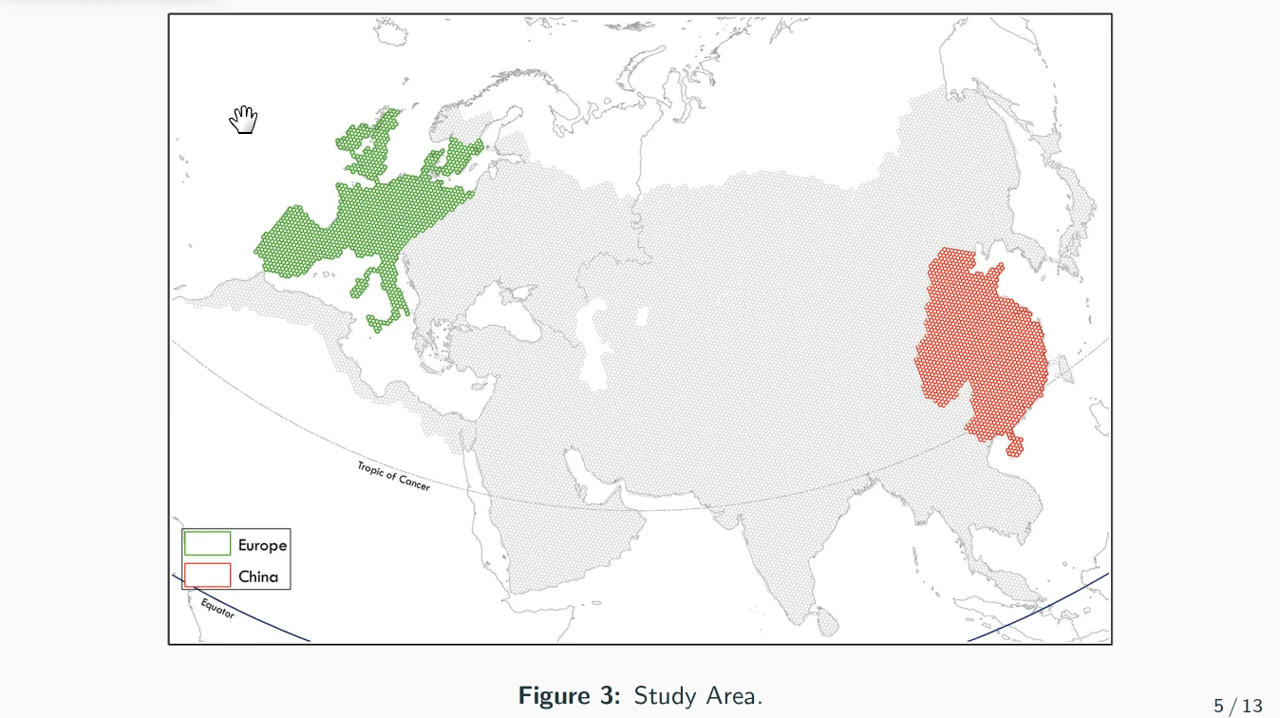 Tropic of Cancer
Europe
China
Equator
Figure 3: Study Area.
5 / 13